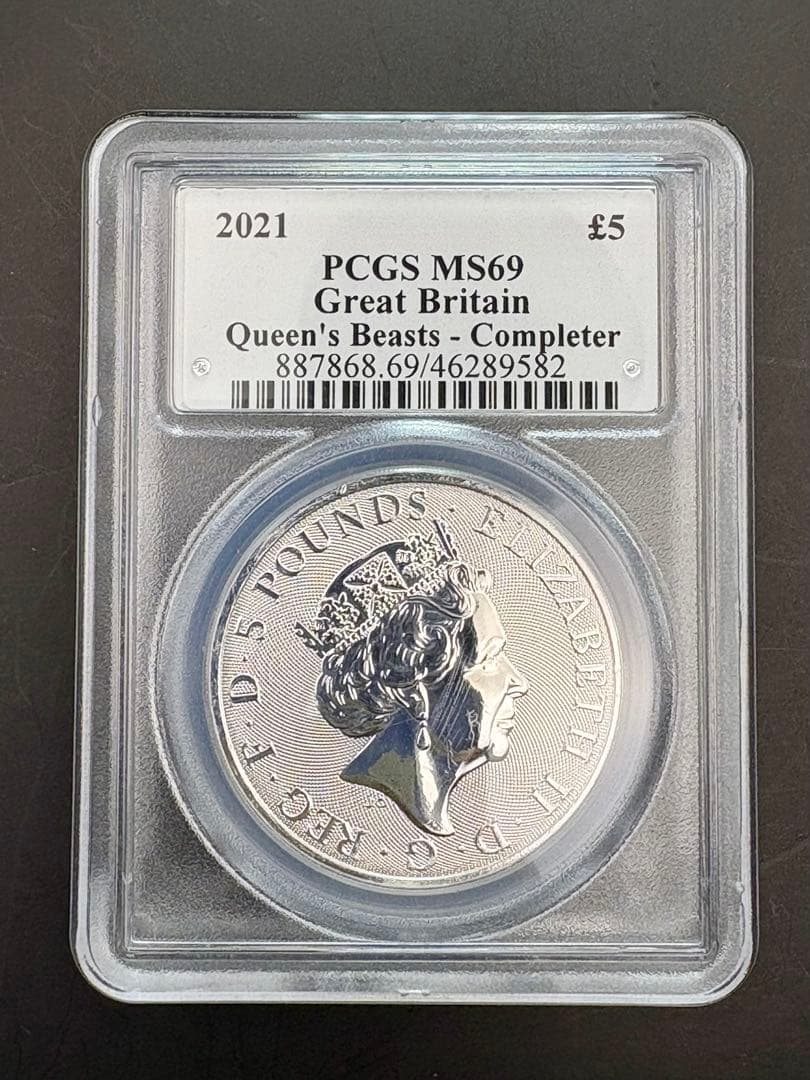 2021 £5
PCGS MS69
Great Britain
Queen's Beasts - Completer
887868.69/46289582
ELIZABETH II · D · G · REG · F · D · 5 POUNDS ·